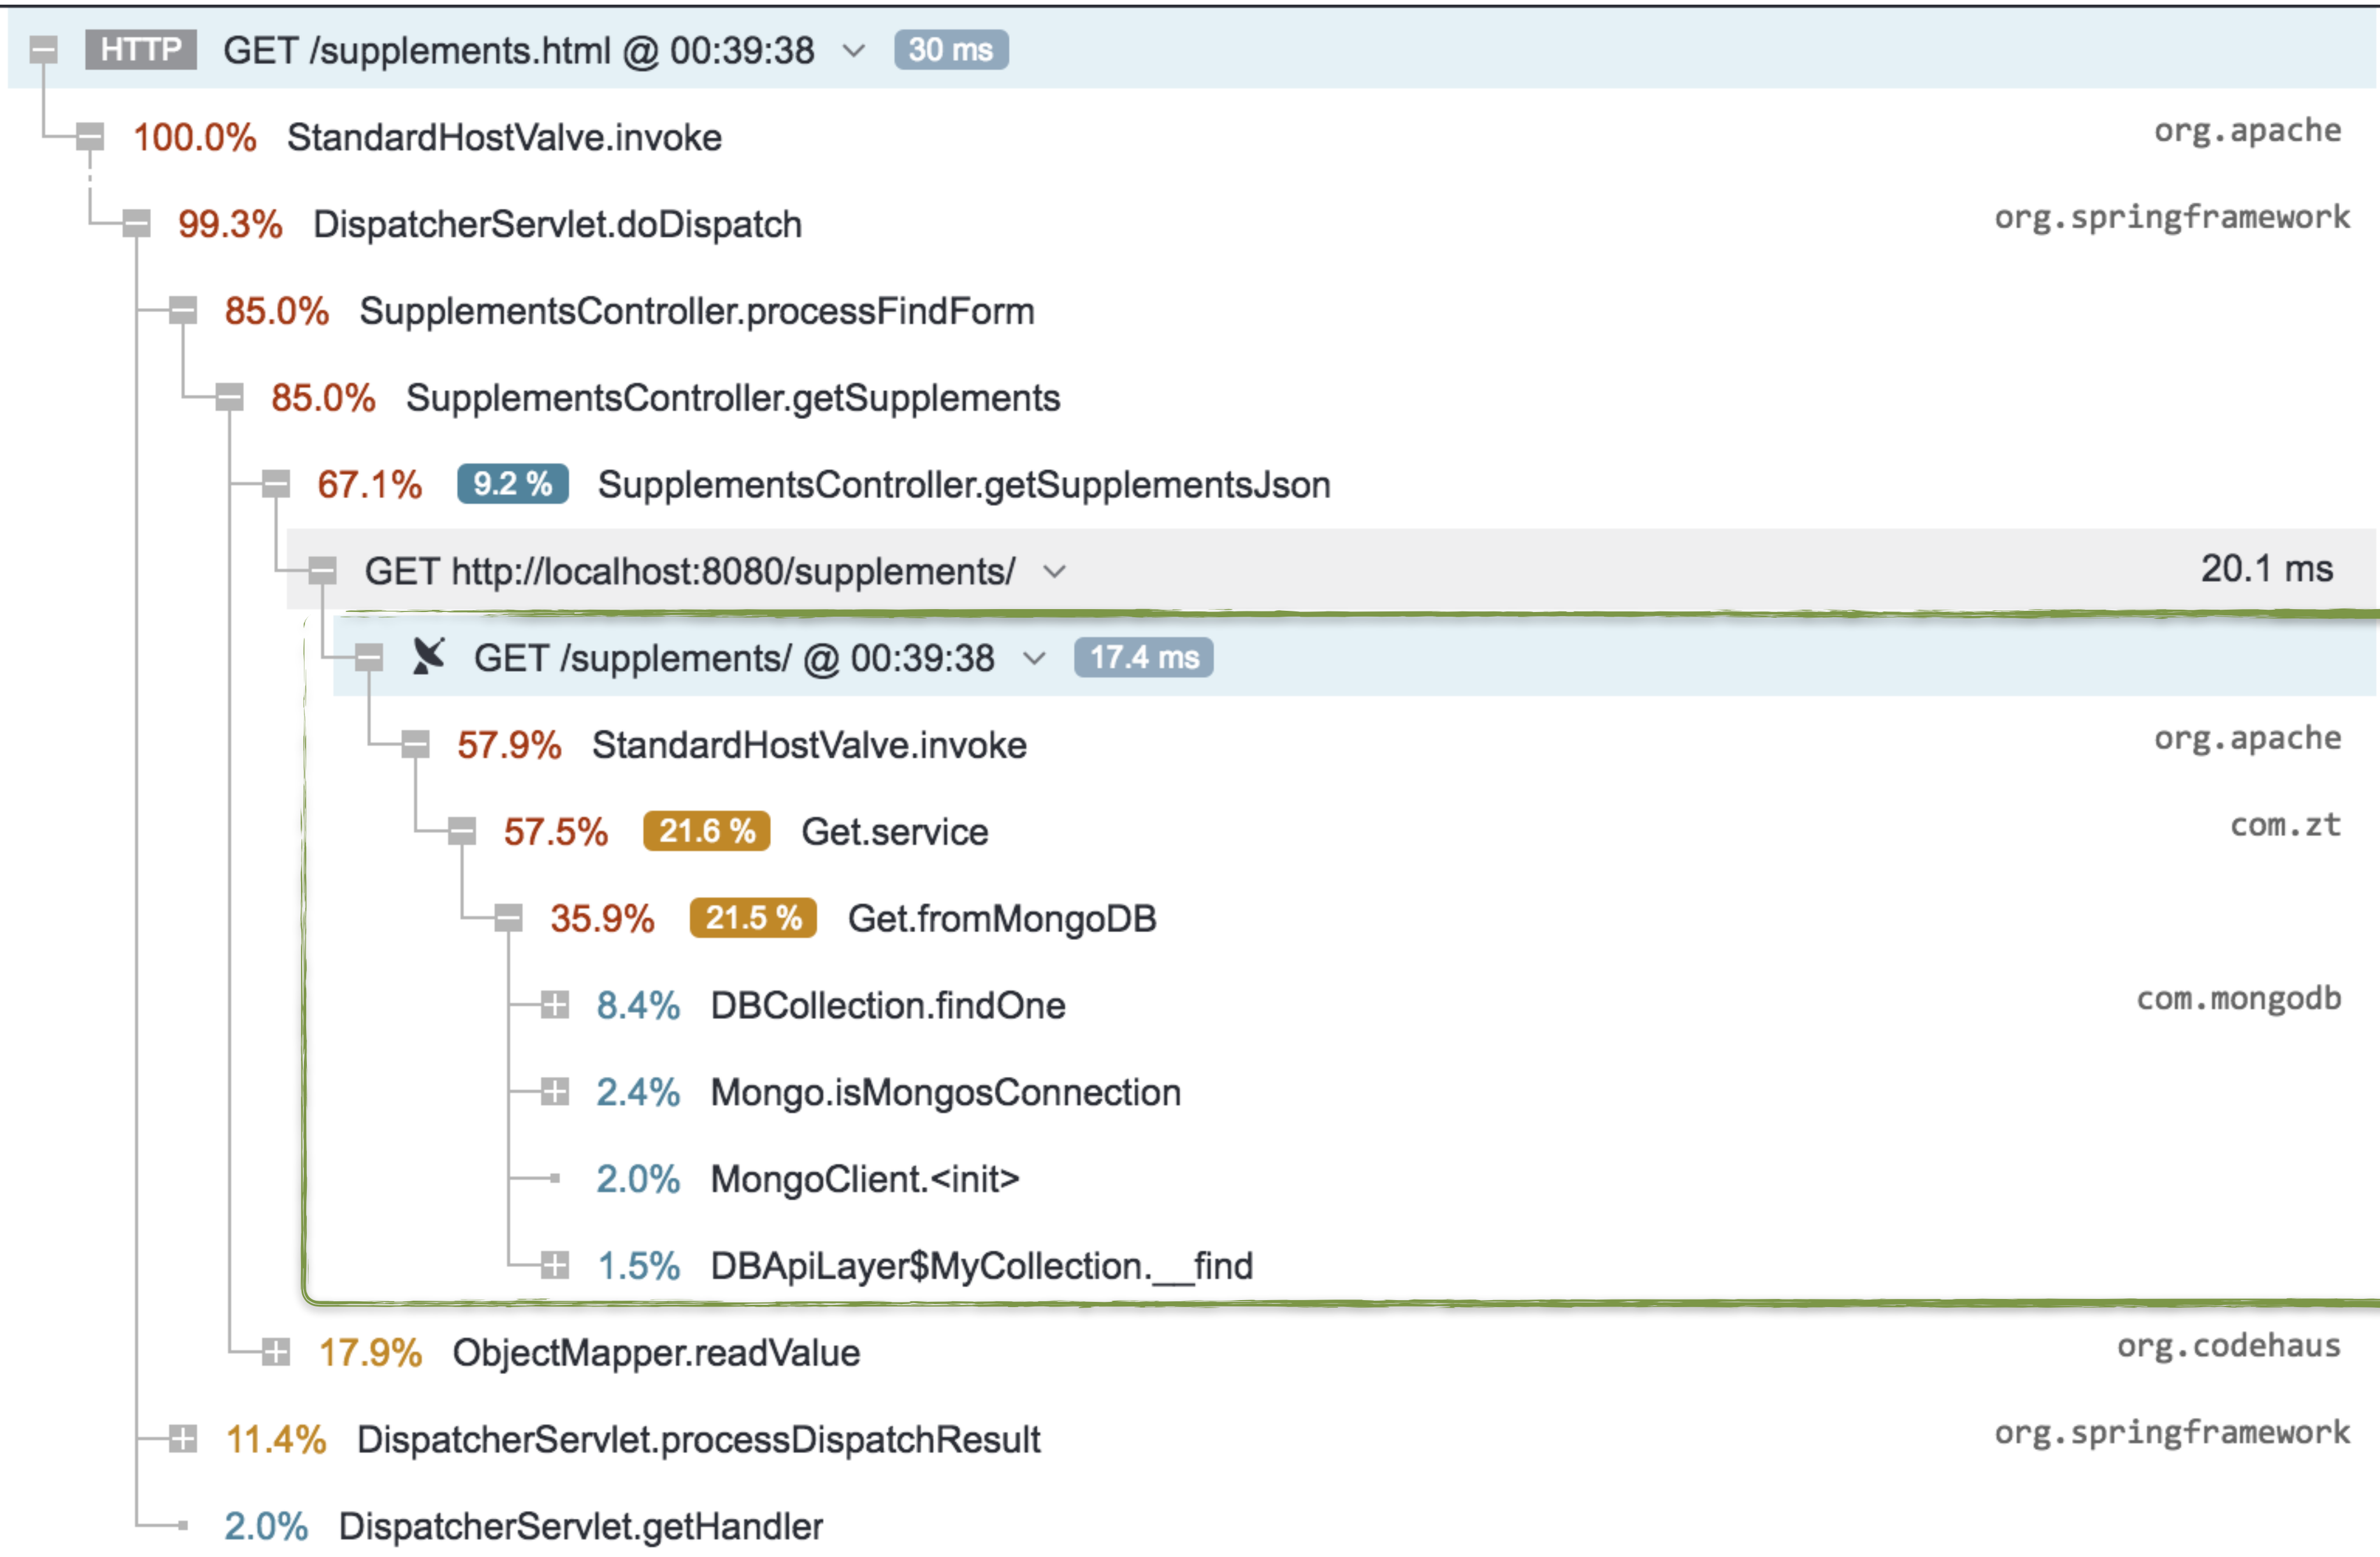 HTTP GET /supplements.html @ 00:39:38 30 ms
100.0% StandardHostValve.invoke org.apache
99.3% DispatcherServlet.doDispatch org.springframework
85.0% SupplementsController.processFindForm
85.0% SupplementsController.getSupplements
67.1% 9.2 % SupplementsController.getSupplementsJson
GET http://localhost:8080/supplements/ 20.1 ms
GET /supplements/ @ 00:39:38 17.4 ms
57.9% StandardHostValve.invoke org.apache
57.5% 21.6 % Get.service com.zt
35.9% 21.5 % Get.fromMongoDB
8.4% DBCollection.findOne com.mongodb
2.4% Mongo.isMongosConnection
2.0% MongoClient.<init>
1.5% DBApiLayer$MyCollection.__find
17.9% ObjectMapper.readValue org.codehaus
11.4% DispatcherServlet.processDispatchResult org.springframework
2.0% DispatcherServlet.getHandler